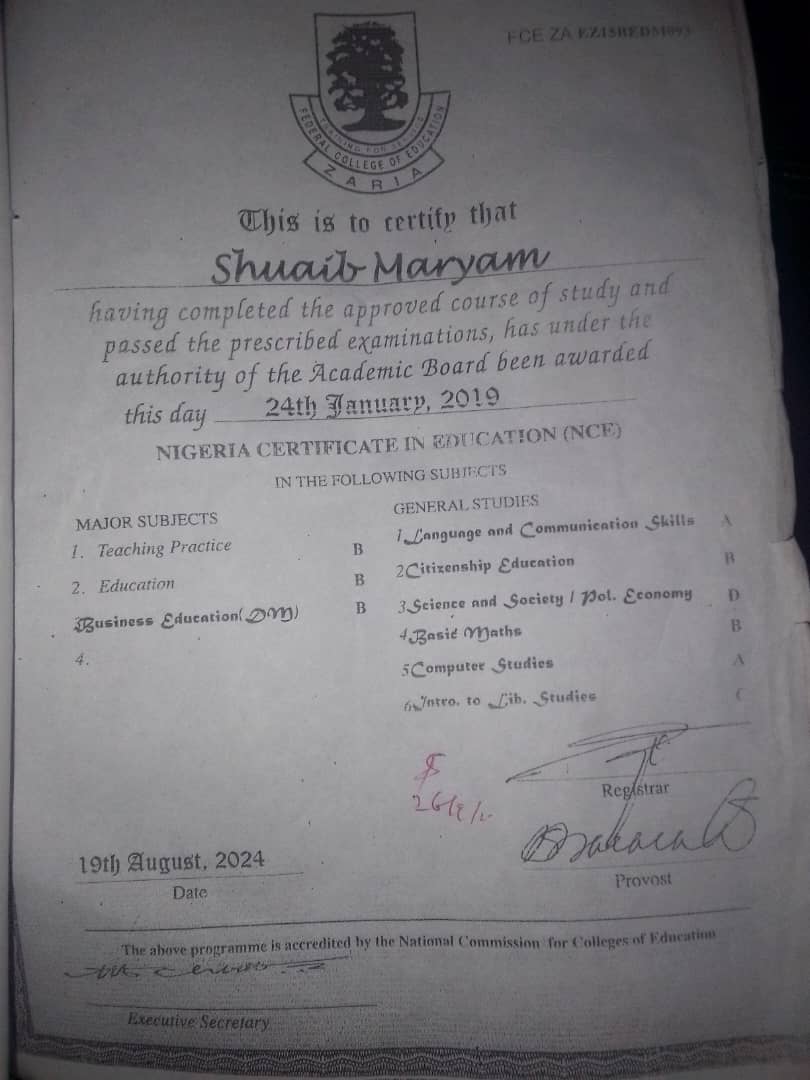 FCE ZA
TRAINING FOR SERVICE
FEDERAL COLLEGE OF EDUCATION
ZARIA
This is to certify that
Shuaib Maryam
having completed the approved course of study and
passed the prescribed examinations, has under the
authority of the Academic Board been awarded
this day 24th January, 2019
NIGERIA CERTIFICATE IN EDUCATION (NCE)
IN THE FOLLOWING SUBJECTS
MAJOR SUBJECTS
1. Teaching Practice B
2. Education B
3. Business Education(DM) B
4.
GENERAL STUDIES
1 Language and Communication Skills A
2 Citizenship Education B
3 Science and Society / Pol. Economy D
4 Basic Maths B
5 Computer Studies A
6 Intro. to Lib. Studies C
Registrar
Provost
19th August, 2024
Date
The above programme is accredited by the National Commission for Colleges of Education
Executive Secretary